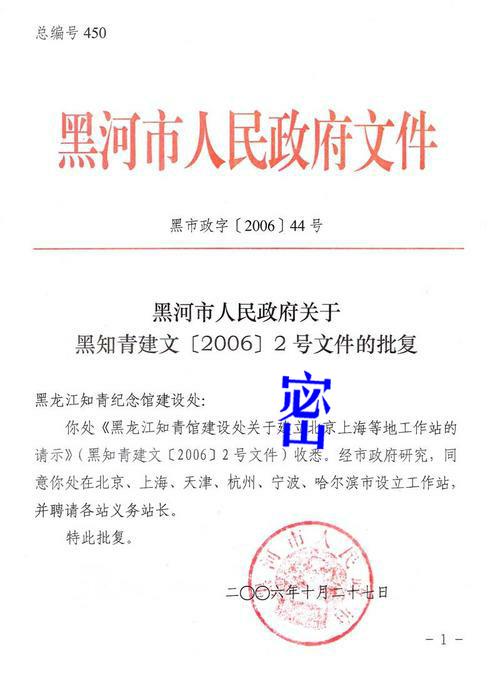 总编号 450
黑河市人民政府文件
黑市政字〔2006〕44 号
黑河市人民政府关于
黑知青建文〔2006〕2 号文件的批复
密
黑龙江知青纪念馆建设处:
你处《黑龙江知青馆建设处关于建立北京上海等地工作站的
请示》(黑知青建文〔2006〕2 号文件) 收悉。经市政府研究, 同
意你处在北京、上海、天津、杭州、宁波、哈尔滨市设立工作站,
并聘请各站义务站长。
特此批复。
黑河市人民政府
二〇〇六年十月二十七日
- 1 -